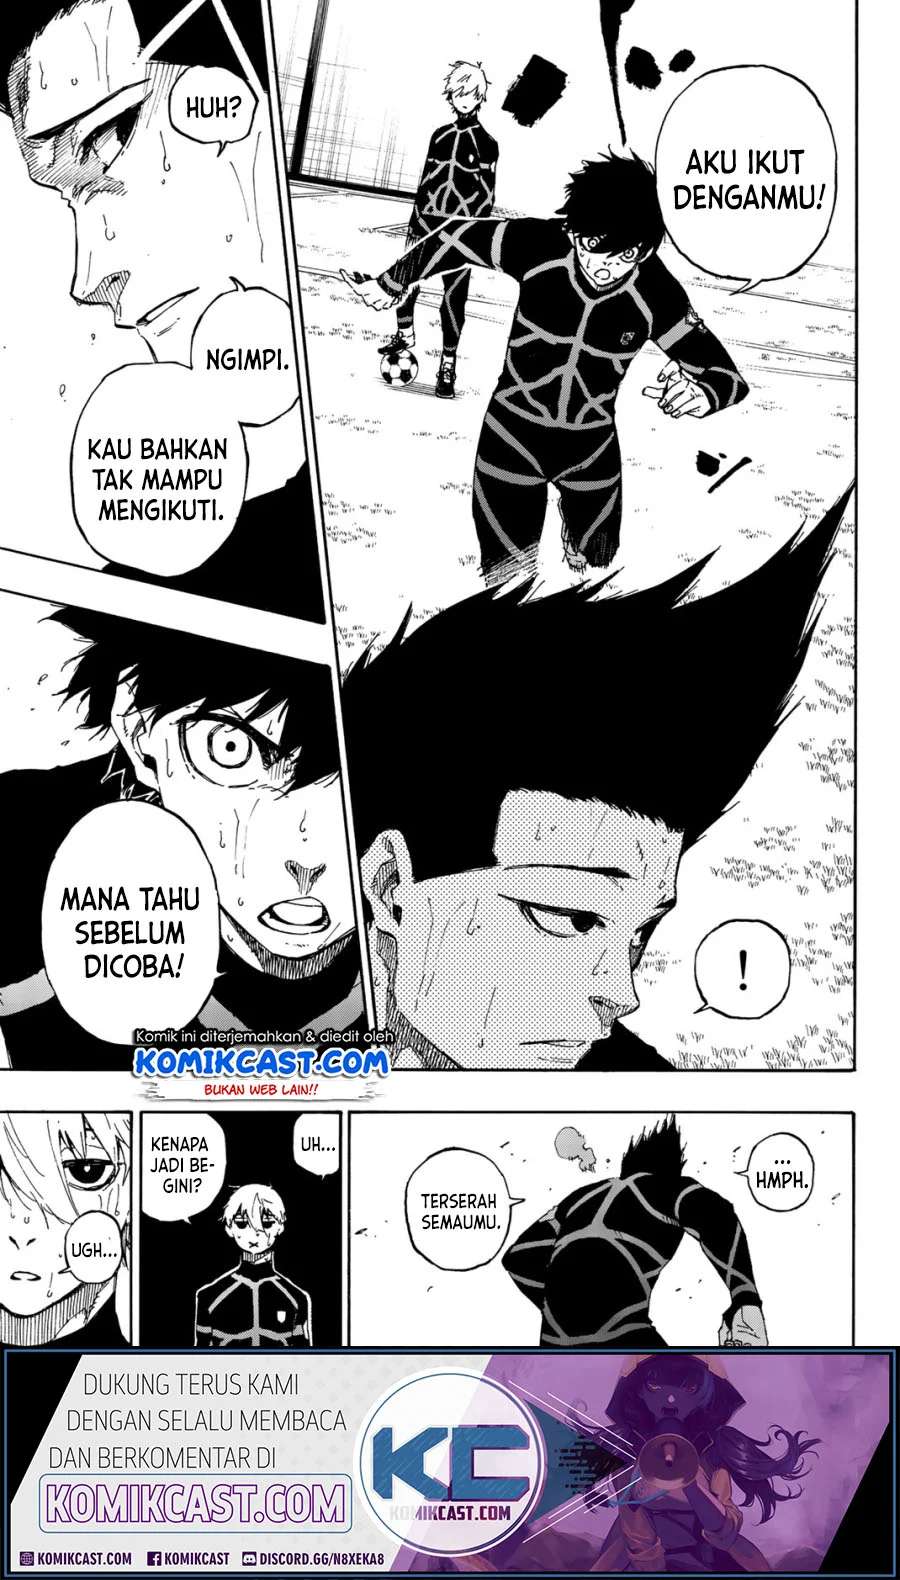 AKU IKUT
DENGANMU!
HUH?
NGIMPI.
KAU BAHKAN
TAK MAMPU
MENGIKUTI.
!
MANA TAHU
SEBELUM
DICOBA!
Komik ini diterjemahkan & diedit oleh
KOMIKCAST.COM
BUKAN WEB LAIN!!
...
HMPH.
TERSERAH
SEMAUMU.
UH...
KENAPA
JADI BE-
GINI?
UGH...
DUKUNG TERUS KAMI
DENGAN SELALU MEMBACA
DAN BERKOMENTAR DI
KOMIKCAST.COM
KC
KOMIKCAST.COM
KOMIKCAST.COM
KOMIKCAST
DISCORD.GG/N8XEKA8